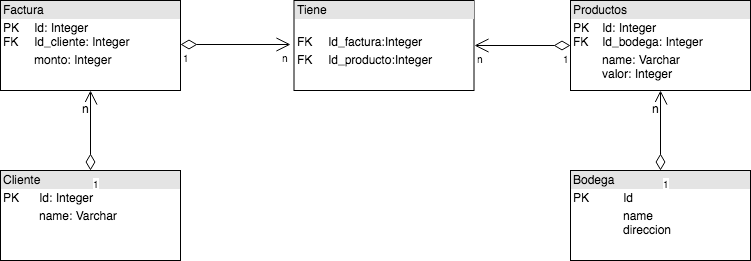 Factura
PK Id: Integer
FK Id_cliente: Integer
monto: Integer
1
n
Tiene
FK Id_factura:Integer
FK Id_producto:Integer
n
1
Productos
PK Id: Integer
FK Id_bodega: Integer
name: Varchar
valor: Integer
n
n
Cliente
1
PK Id: Integer
name: Varchar
Bodega
1
PK Id
name
direccion